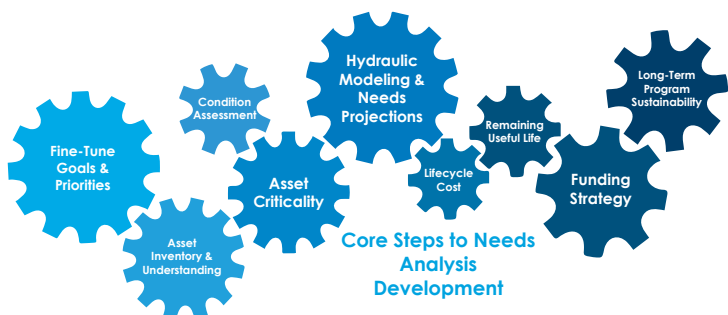 Fine-Tune
Goals &
Priorities
Asset
Inventory &
Understanding
Condition
Assessment
Asset
Criticality
Hydraulic
Modeling &
Needs
Projections
Lifecycle
Cost
Remaining
Useful Life
Funding
Strategy
Long-Term
Program
Sustainability
Core Steps to Needs
Analysis
Development